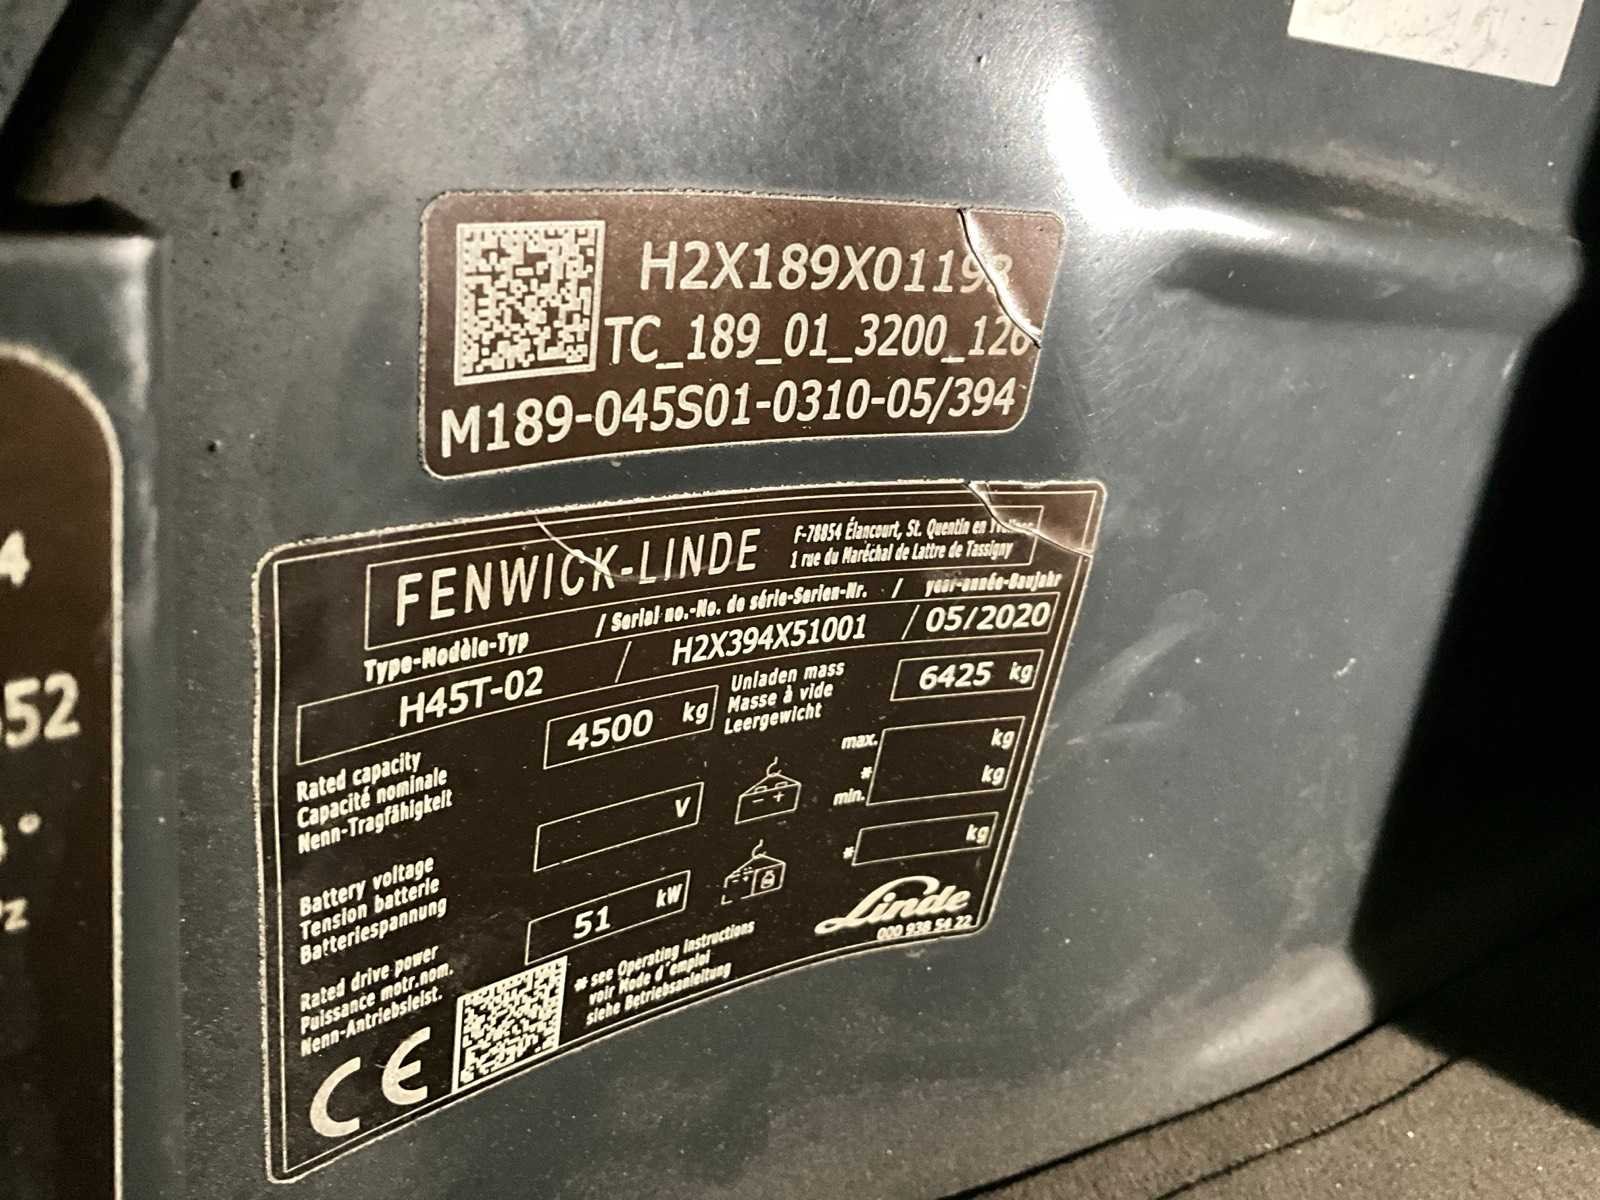 H2X189X01193
TC_189_01_3200_126
M189-045S01-0310-05/394
FENWICK-LINDE
F-78854 Élancourt, St. Quentin en Yvelines
1 rue du Maréchal de Lattre de Tassigny
Type-Modèle-Typ / Serial no.-No. de série-Serien-Nr. / year-année-Baujahr
H45T-02 / H2X394X51001 / 05/2020
Rated capacity
Capacité nominale
Nenn-Tragfähigkeit
4500 kg
Unladen mass
Masse à vide
Leergewicht
6425 kg
Battery voltage
Tension batterie
Batteriespannung
V
- +
max. kg
* kg
min.
* kg
Rated drive power
Puissance motr.nom.
Nenn-Antriebsleist.
51 kW
Linde
000 938 54 22
CE
* see Operating Instructions
voir Mode d'emploi
siehe Betriebsanleitung
4
52
°